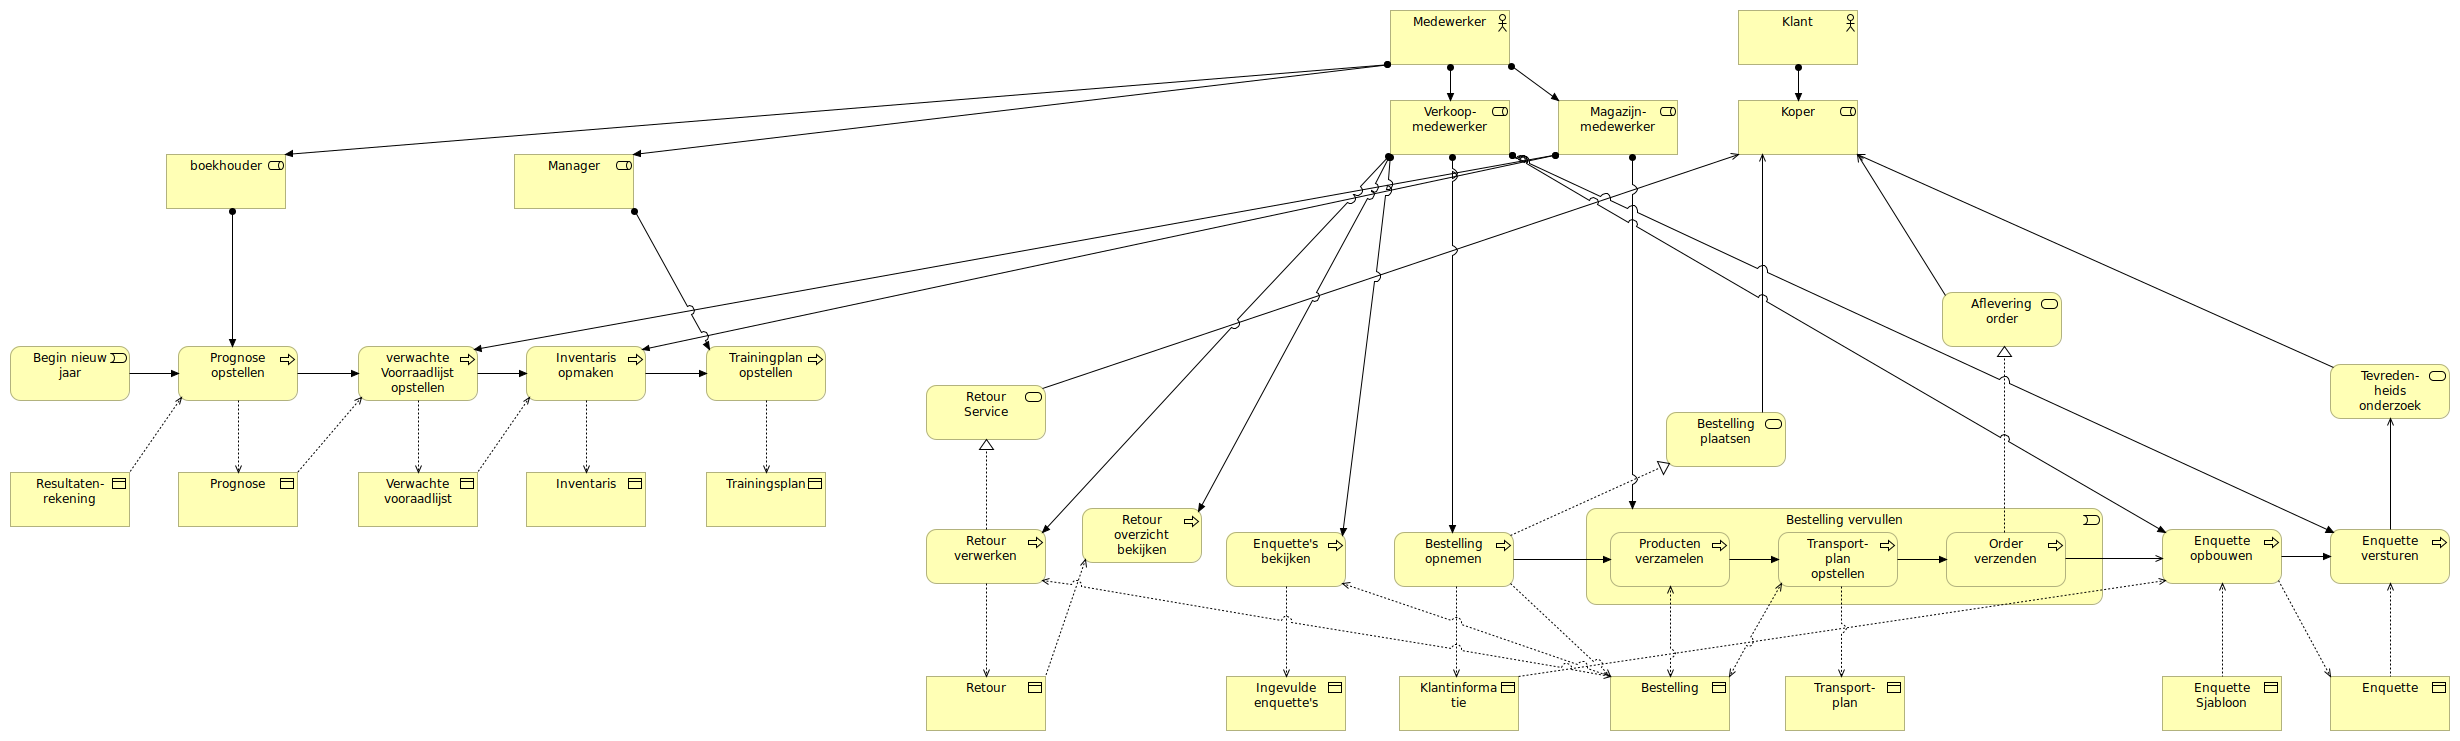 Medewerker
Klant
Verkoop-
medewerker
Magazijn-
medewerker
Koper
boekhouder
Manager
Aflevering
order
Begin nieuw
jaar
Prognose
opstellen
verwachte
Voorraadlijst
opstellen
Inventaris
opmaken
Trainingplan
opstellen
Tevreden-
heids
onderzoek
Retour
Service
Bestelling
plaatsen
Resultaten-
rekening
Prognose
Verwachte
vooraadlijst
Inventaris
Trainingsplan
Retour
verwerken
Retour
overzicht
bekijken
Enquette's
bekijken
Bestelling
opnemen
Bestelling vervullen
Producten
verzamelen
Transport-
plan
opstellen
Order
verzenden
Enquette
opbouwen
Enquette
versturen
Retour
Ingevulde
enquette's
Klantinforma
tie
Bestelling
Transport-
plan
Enquette
Sjabloon
Enquette